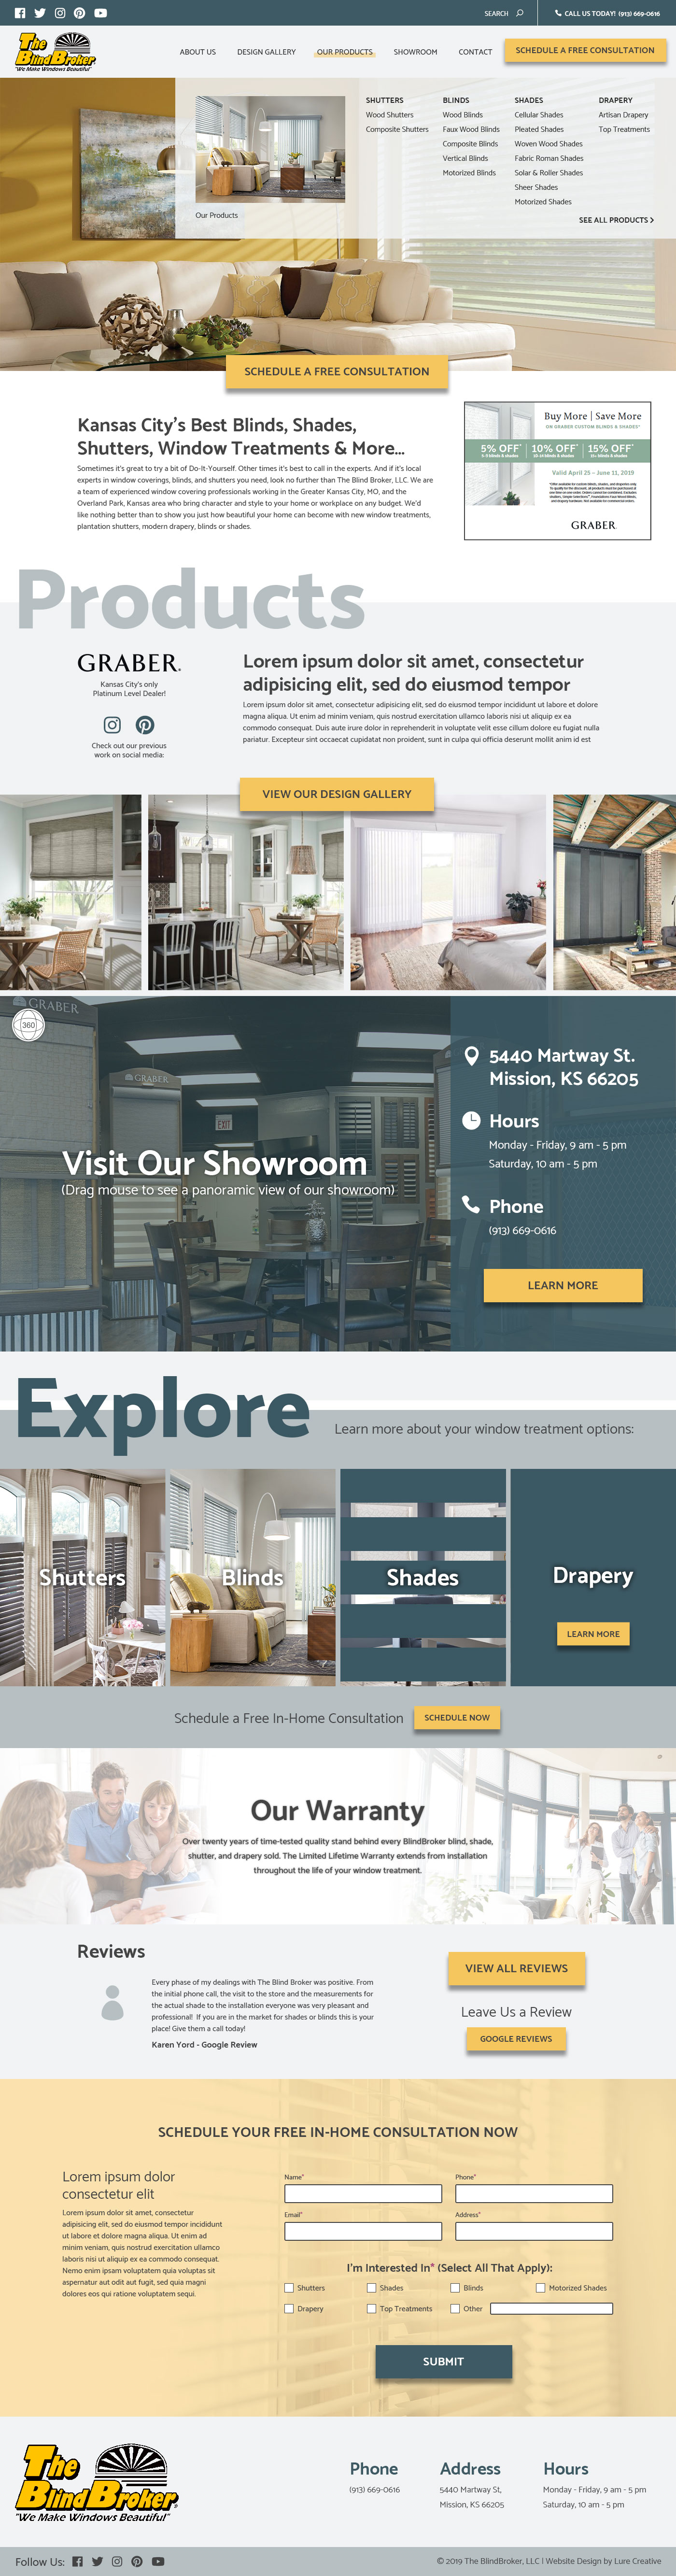 SEARCH
CALL US TODAY! (913) 669-0616
The
BlindBroker
"We Make Windows Beautiful"
ABOUT US
DESIGN GALLERY
OUR PRODUCTS
SHOWROOM
CONTACT
SCHEDULE A FREE CONSULTATION
Our Products
SHUTTERS
Wood Shutters
Composite Shutters
BLINDS
Wood Blinds
Faux Wood Blinds
Composite Blinds
Vertical Blinds
Motorized Blinds
SHADES
Cellular Shades
Pleated Shades
Woven Wood Shades
Fabric Roman Shades
Solar & Roller Shades
Sheer Shades
Motorized Shades
DRAPERY
Artisan Drapery
Top Treatments
SEE ALL PRODUCTS >
SCHEDULE A FREE CONSULTATION
Kansas City's Best Blinds, Shades,
Shutters, Window Treatments & More...
Sometimes it's great to try a bit of Do-It-Yourself. Other times it's best to call in the experts. And if it's local
experts in window coverings, blinds, and shutters you need, look no further than The Blind Broker, LLC. We are
a team of experienced window covering professionals working in the Greater Kansas City, MO, and the
Overland Park, Kansas area who bring character and style to your home or workplace on any budget. We'd
like nothing better than to show you just how beautiful your home can become with new window treatments,
plantation shutters, modern drapery, blinds or shades.
Buy More | Save More
ON GRABER CUSTOM BLINDS & SHADES*
5% OFF* 10% OFF* 15% OFF*
Valid April 25 – June 11, 2019
GRABER
Products
GRABER
Kansas City's only
Platinum Level Dealer!
Check out our previous
work on social media:
Lorem ipsum dolor sit amet, consectetur
adipisicing elit, sed do eiusmod tempor
Lorem ipsum dolor sit amet, consectetur adipisicing elit, sed do eiusmod tempor incididunt ut labore et dolore
magna aliqua. Ut enim ad minim veniam, quis nostrud exercitation ullamco laboris nisi ut aliquip ex ea
commodo consequat. Duis aute irure dolor in reprehenderit in voluptate velit esse cillum dolore eu fugiat nulla
pariatur. Excepteur sint occaecat cupidatat non proident, sunt in culpa qui officia deserunt mollit anim id est
VIEW OUR DESIGN GALLERY
GRABER
360
GRABER
EXIT
Visit Our Showroom
(Drag mouse to see a panoramic view of our showroom)
5440 Martway St.
Mission, KS 66205
Hours
Monday - Friday, 9 am - 5 pm
Saturday, 10 am - 5 pm
Phone
(913) 669-0616
LEARN MORE
Explore
Learn more about your window treatment options:
Shutters
Blinds
Shades
Drapery
LEARN MORE
Schedule a Free In-Home Consultation
SCHEDULE NOW
Our Warranty
Over twenty years of time-tested quality stand behind every BlindBroker blind, shade,
shutter, and drapery sold. The Limited Lifetime Warranty extends from installation
throughout the life of your window treatment.
Reviews
Every phase of my dealings with The Blind Broker was positive. From
the initial phone call, the visit to the store and the measurements for
the actual shade to the installation everyone was very pleasant and
professional! If you are in the market for shades or blinds this is your
place! Give them a call today!
Karen Yord - Google Review
VIEW ALL REVIEWS
Leave Us a Review
GOOGLE REVIEWS
SCHEDULE YOUR FREE IN-HOME CONSULTATION NOW
Lorem ipsum dolor
consectetur elit
Lorem ipsum dolor sit amet, consectetur
adipisicing elit, sed do eiusmod tempor incididunt
ut labore et dolore magna aliqua. Ut enim ad
minim veniam, quis nostrud exercitation ullamco
laboris nisi ut aliquip ex ea commodo consequat.
Nemo enim ipsam voluptatem quia voluptas sit
aspernatur aut odit aut fugit, sed quia magni
dolores eos qui ratione voluptatem sequi.
Name*
Phone*
Email*
Address*
I'm Interested In* (Select All That Apply):
Shutters
Shades
Blinds
Motorized Shades
Drapery
Top Treatments
Other
SUBMIT
The
BlindBroker
"We Make Windows Beautiful"
Phone
(913) 669-0616
Address
5440 Martway St,
Mission, KS 66205
Hours
Monday - Friday, 9 am - 5 pm
Saturday, 10 am - 5 pm
Follow Us:
© 2019 The BlindBroker, LLC | Website Design by Lure Creative